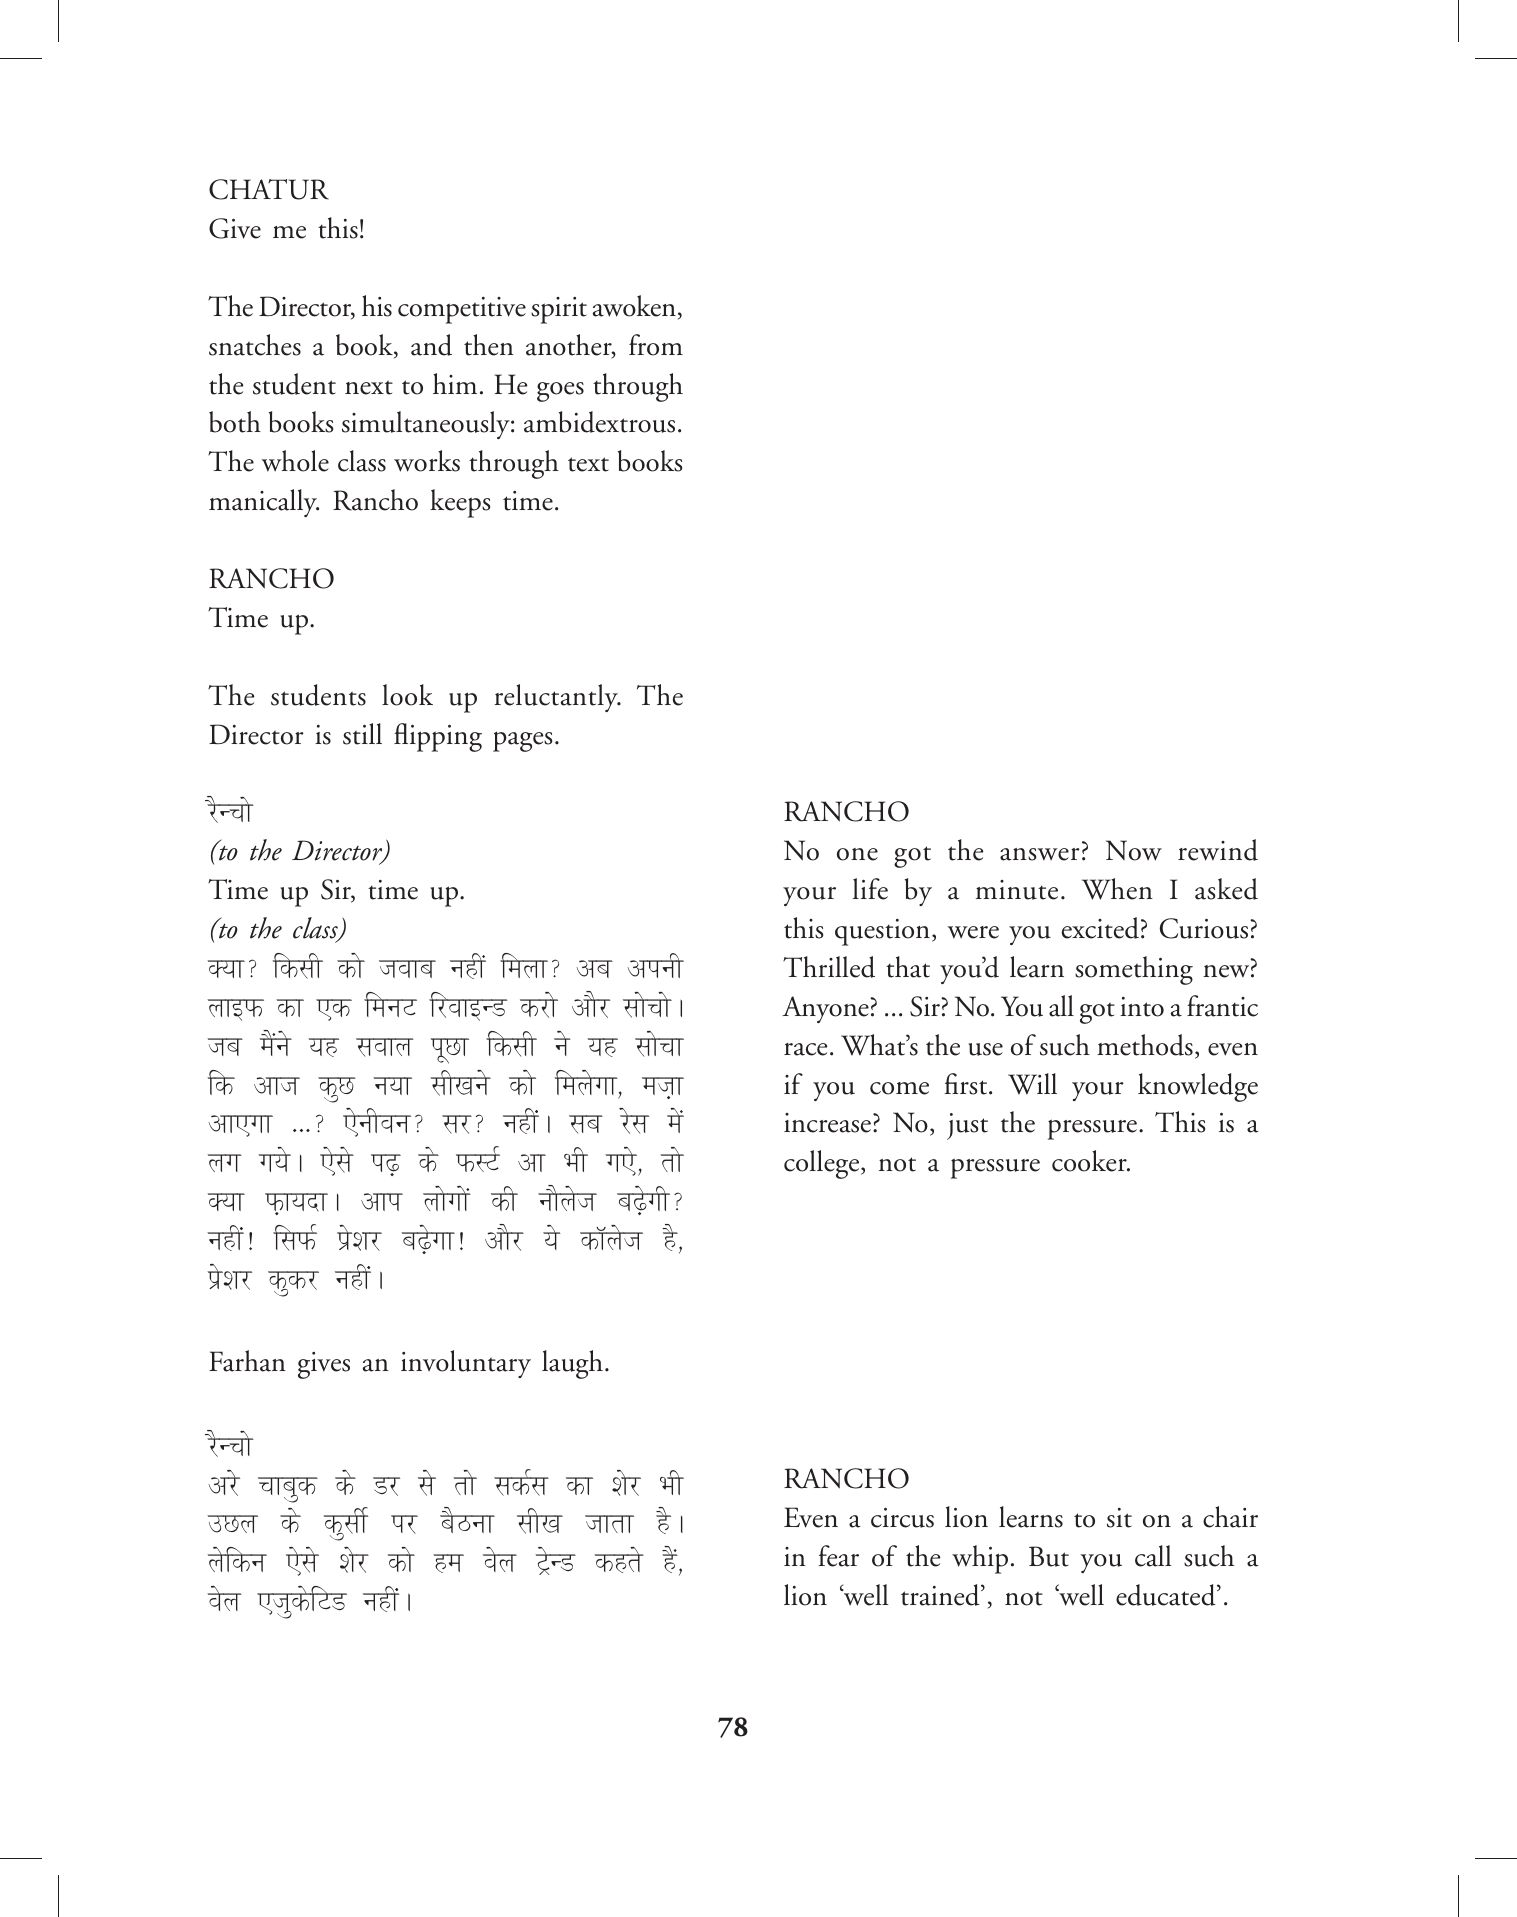 CHATUR
Give me this!
The Director, his competitive spirit awoken,
snatches a book, and then another, from
the student next to him. He goes through
both books simultaneously: ambidextrous.
The whole class works through text books
manically. Rancho keeps time.
RANCHO
Time up.
The students look up reluctantly. The
Director is still flipping pages.
रैन्चो
(to the Director)
Time up Sir, time up.
(to the class)
क्या? किसी को जवाब नहीं मिला? अब अपनी
लाइफ का एक मिनट रिवाइन्ड करो और सोचो।
जब मैंने यह सवाल पूछा किसी ने यह सोचा
कि आज कुछ नया सीखने को मिलेगा, मज़ा
आएगा ...? ऐनीवन? सर? नहीं। सब रेस में
लग गये। ऐसे पढ़ के फर्स्ट आ भी गऐ, तो
क्या फ़ायदा। आप लोगों की नौलेज बढ़ेगी?
नहीं! सिर्फ प्रेशर बढ़ेगा! और ये कॉलेज है,
प्रेशर कुकर नहीं।
Farhan gives an involuntary laugh.
रैन्चो
अरे चाबुक के डर से तो सर्कस का शेर भी
उछल के कुर्सी पर बैठना सीख जाता है।
लेकिन ऐसे शेर को हम वेल ट्रेन्ड कहते हैं,
वेल एजुकेटिड नहीं।
RANCHO
No one got the answer? Now rewind
your life by a minute. When I asked
this question, were you excited? Curious?
Thrilled that you’d learn something new?
Anyone? ... Sir? No. You all got into a frantic
race. What’s the use of such methods, even
if you come first. Will your knowledge
increase? No, just the pressure. This is a
college, not a pressure cooker.
RANCHO
Even a circus lion learns to sit on a chair
in fear of the whip. But you call such a
lion ‘well trained’, not ‘well educated’.
78